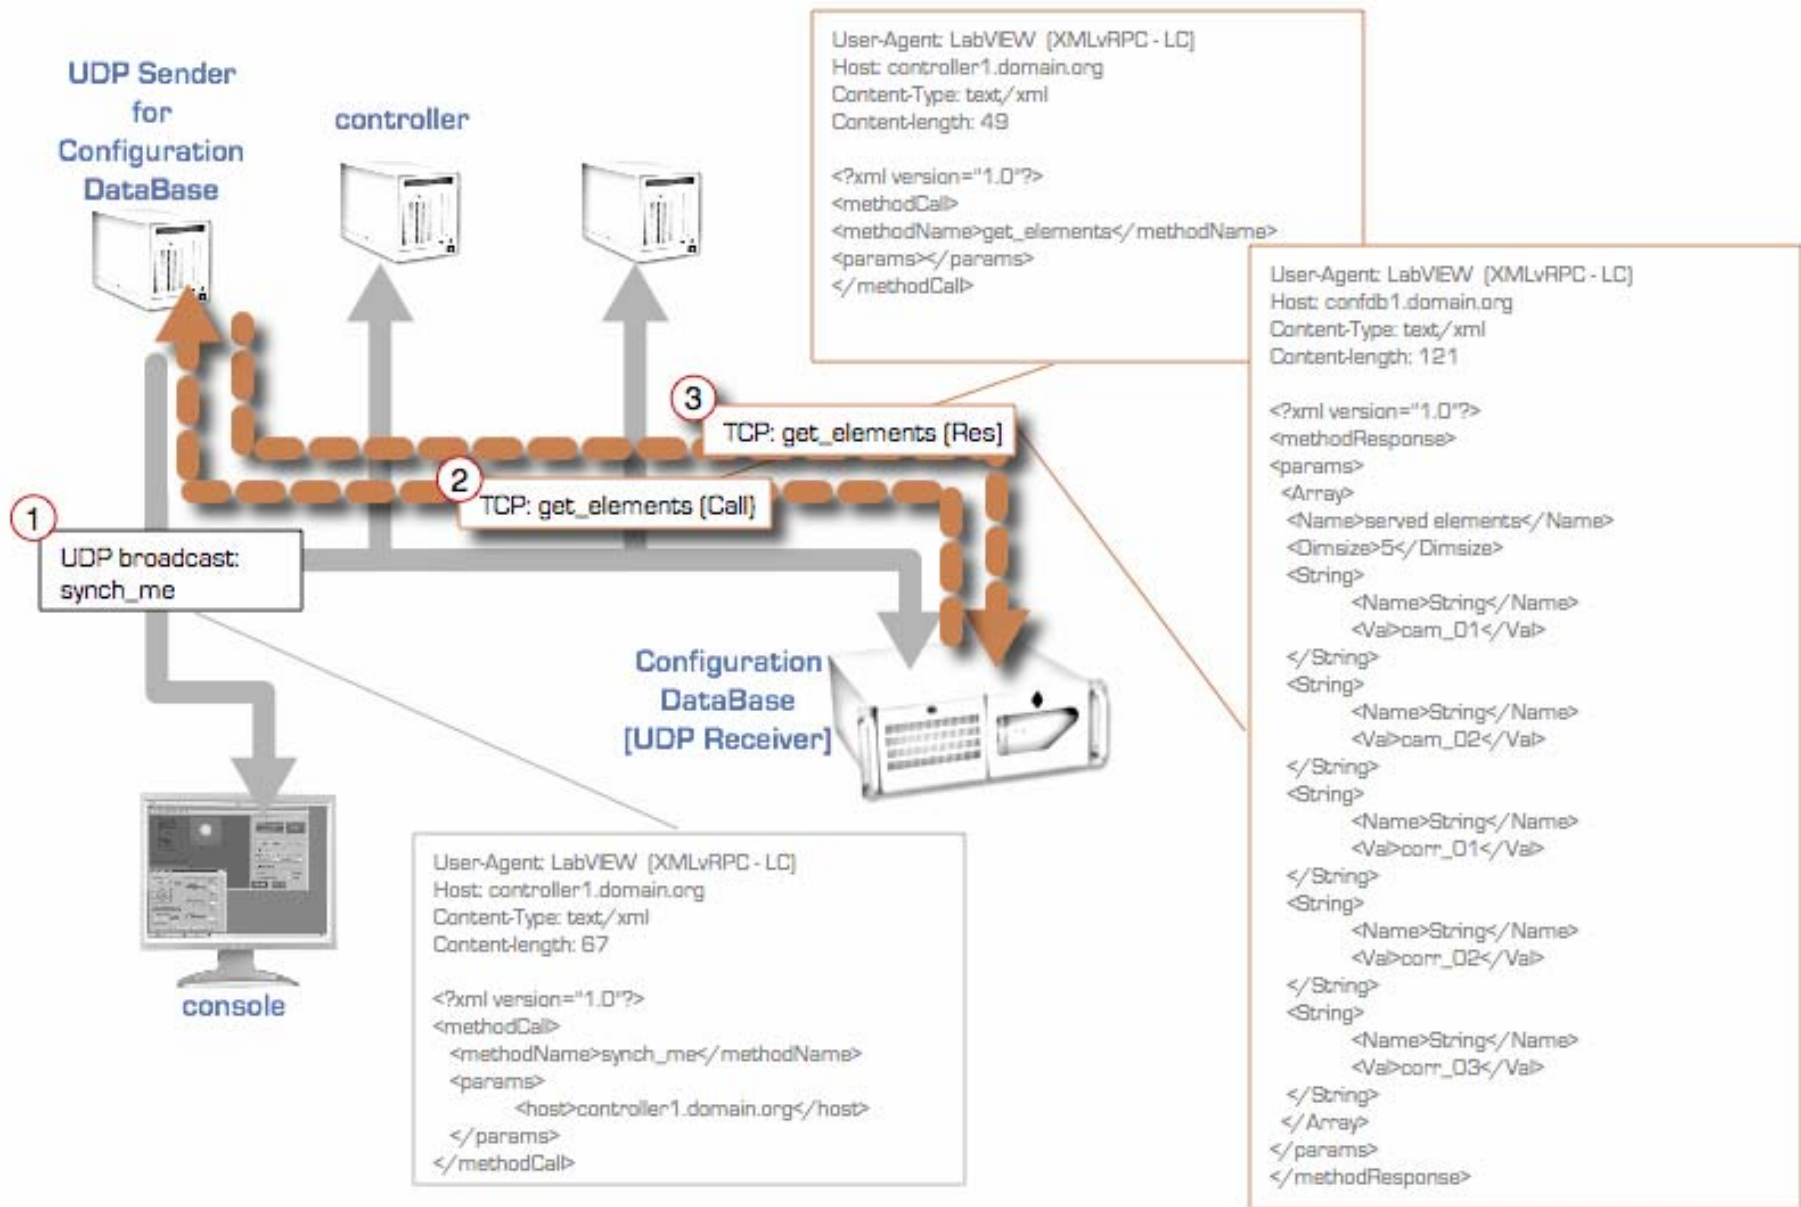 UDP Sender
for
Configuration
DataBase
controller
User-Agent: LabVIEW (XMLvRPC - LC)
Host: controller1.domain.org
Content-Type: text/xml
Content-length: 49
<?xml version="1.0"?>
<methodCall>
<methodName>get_elements</methodName>
<params></params>
</methodCall>
User-Agent: LabVIEW (XMLvRPC - LC)
Host: confdb1.domain.org
Content-Type: text/xml
Content-length: 121
<?xml version="1.0"?>
<methodResponse>
<params>
<Array>
<Name>served elements</Name>
<Dimsize>5</Dimsize>
<String>
<Name>String</Name>
<Val>cam_01</Val>
</String>
<String>
<Name>String</Name>
<Val>cam_02</Val>
</String>
<String>
<Name>String</Name>
<Val>corr_01</Val>
</String>
<String>
<Name>String</Name>
<Val>corr_02</Val>
</String>
<String>
<Name>String</Name>
<Val>corr_03</Val>
</String>
</Array>
</params>
</methodResponse>
3
TCP: get_elements (Res)
2
TCP: get_elements (Call)
1
UDP broadcast:
synch_me
Configuration
DataBase
(UDP Receiver)
console
User-Agent: LabVIEW (XMLvRPC - LC)
Host: controller1.domain.org
Content-Type: text/xml
Content-length: 67
<?xml version="1.0"?>
<methodCall>
<methodName>synch_me</methodName>
<params>
<host>controller1.domain.org</host>
</params>
</methodCall>